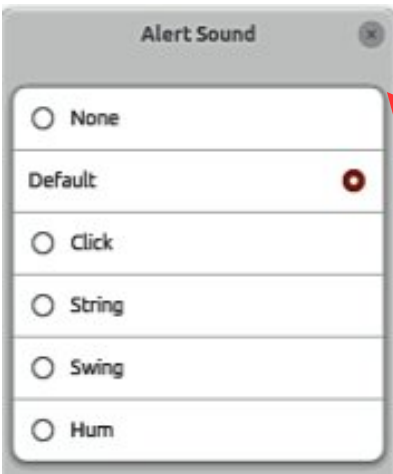 Alert Sound
None
Default
Click
String
Swing
Hum